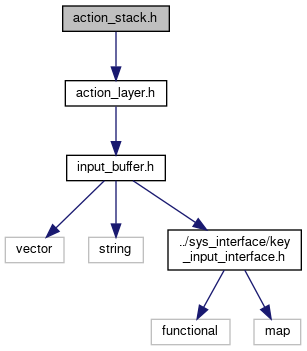 action_stack.h
action_layer.h
input_buffer.h
vector
string
../sys_interface/key
_input_interface.h
functional
map